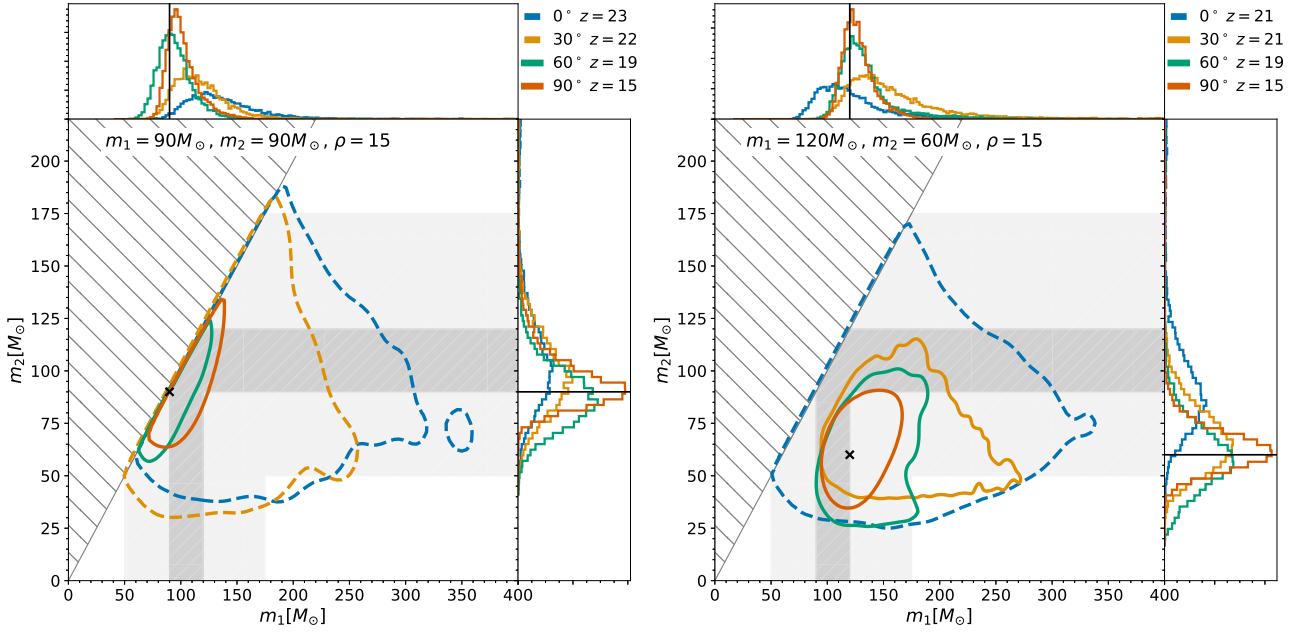 0° z = 23
30° z = 22
60° z = 19
90° z = 15
m₁ = 90M☉, m₂ = 90M☉, ρ = 15
200
175
150
125
100
75
50
25
0
m₂[M☉]
0 50 100 150 200 250 300 350 400
m₁[M☉]
0° z = 21
30° z = 21
60° z = 19
90° z = 15
m₁ = 120M☉, m₂ = 60M☉, ρ = 15
200
175
150
125
100
75
50
25
0
m₂[M☉]
0 50 100 150 200 250 300 350 400
m₁[M☉]